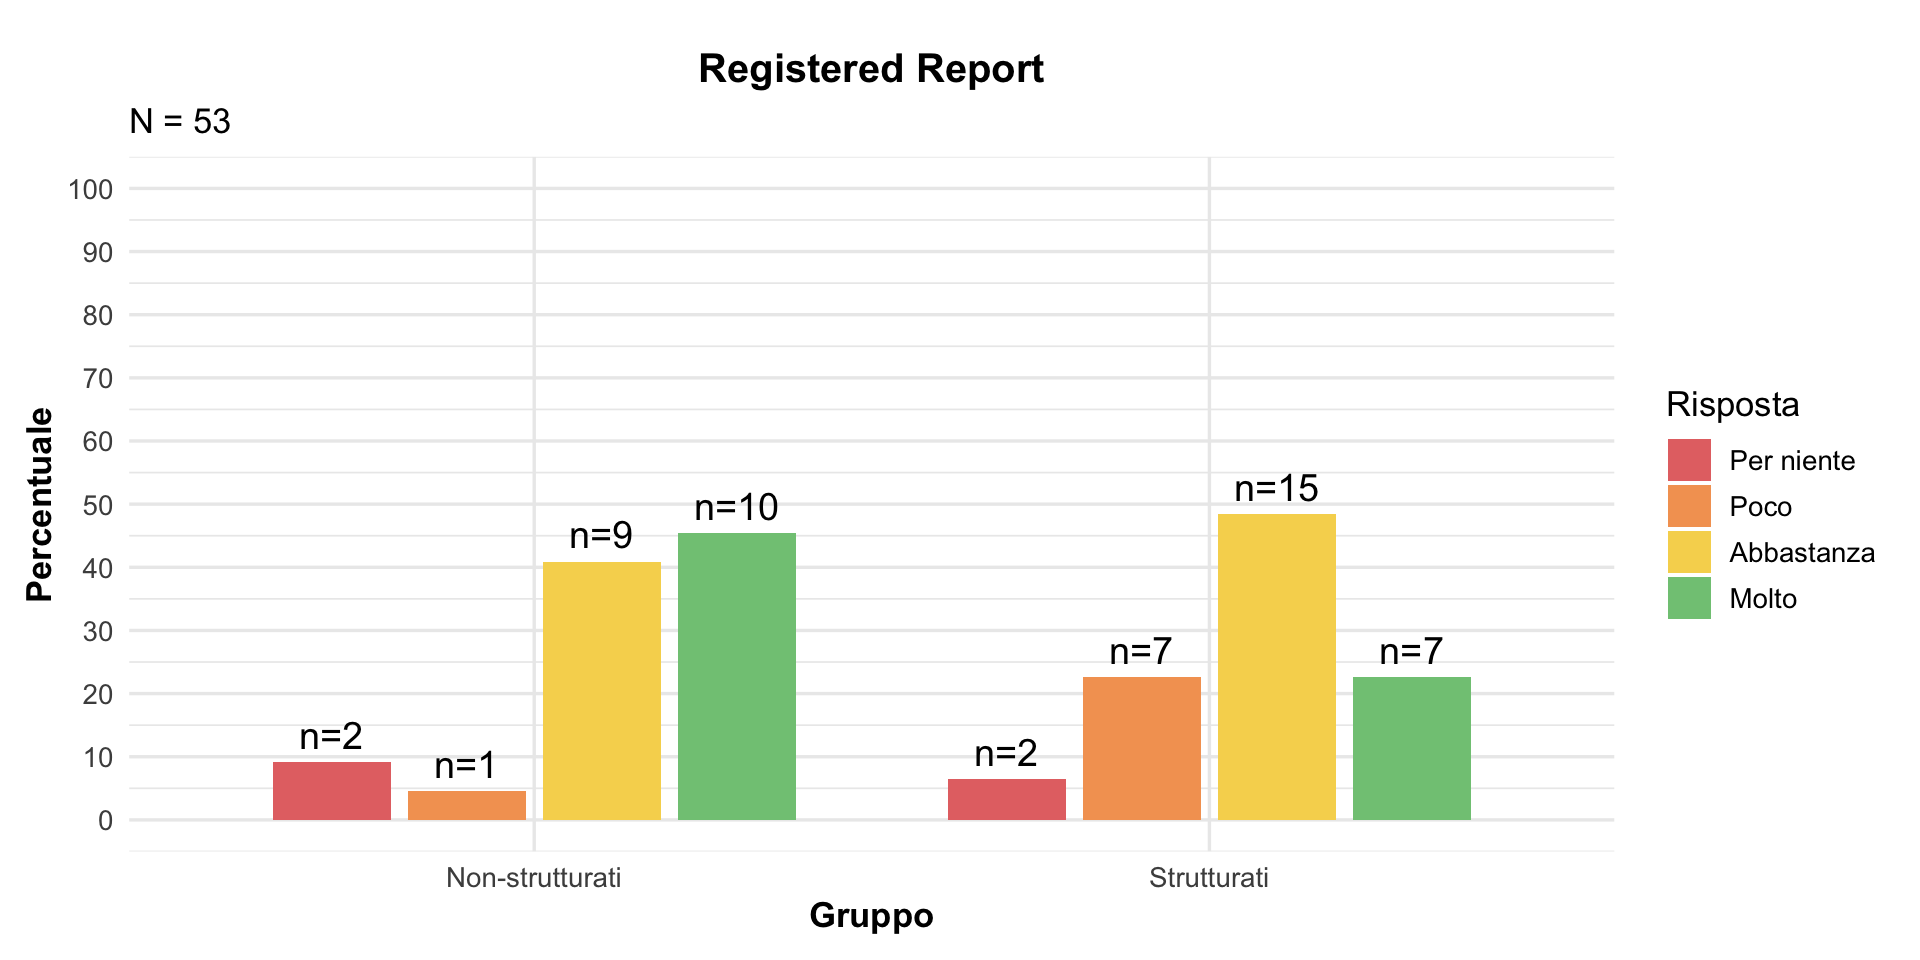 Registered Report
N = 53
100
90
80
70
60
50
40
30
20
10
0
Percentuale
n=2
n=1
n=9
n=10
n=2
n=7
n=15
n=7
Non-strutturati
Strutturati
Gruppo
Risposta
Per niente
Poco
Abbastanza
Molto